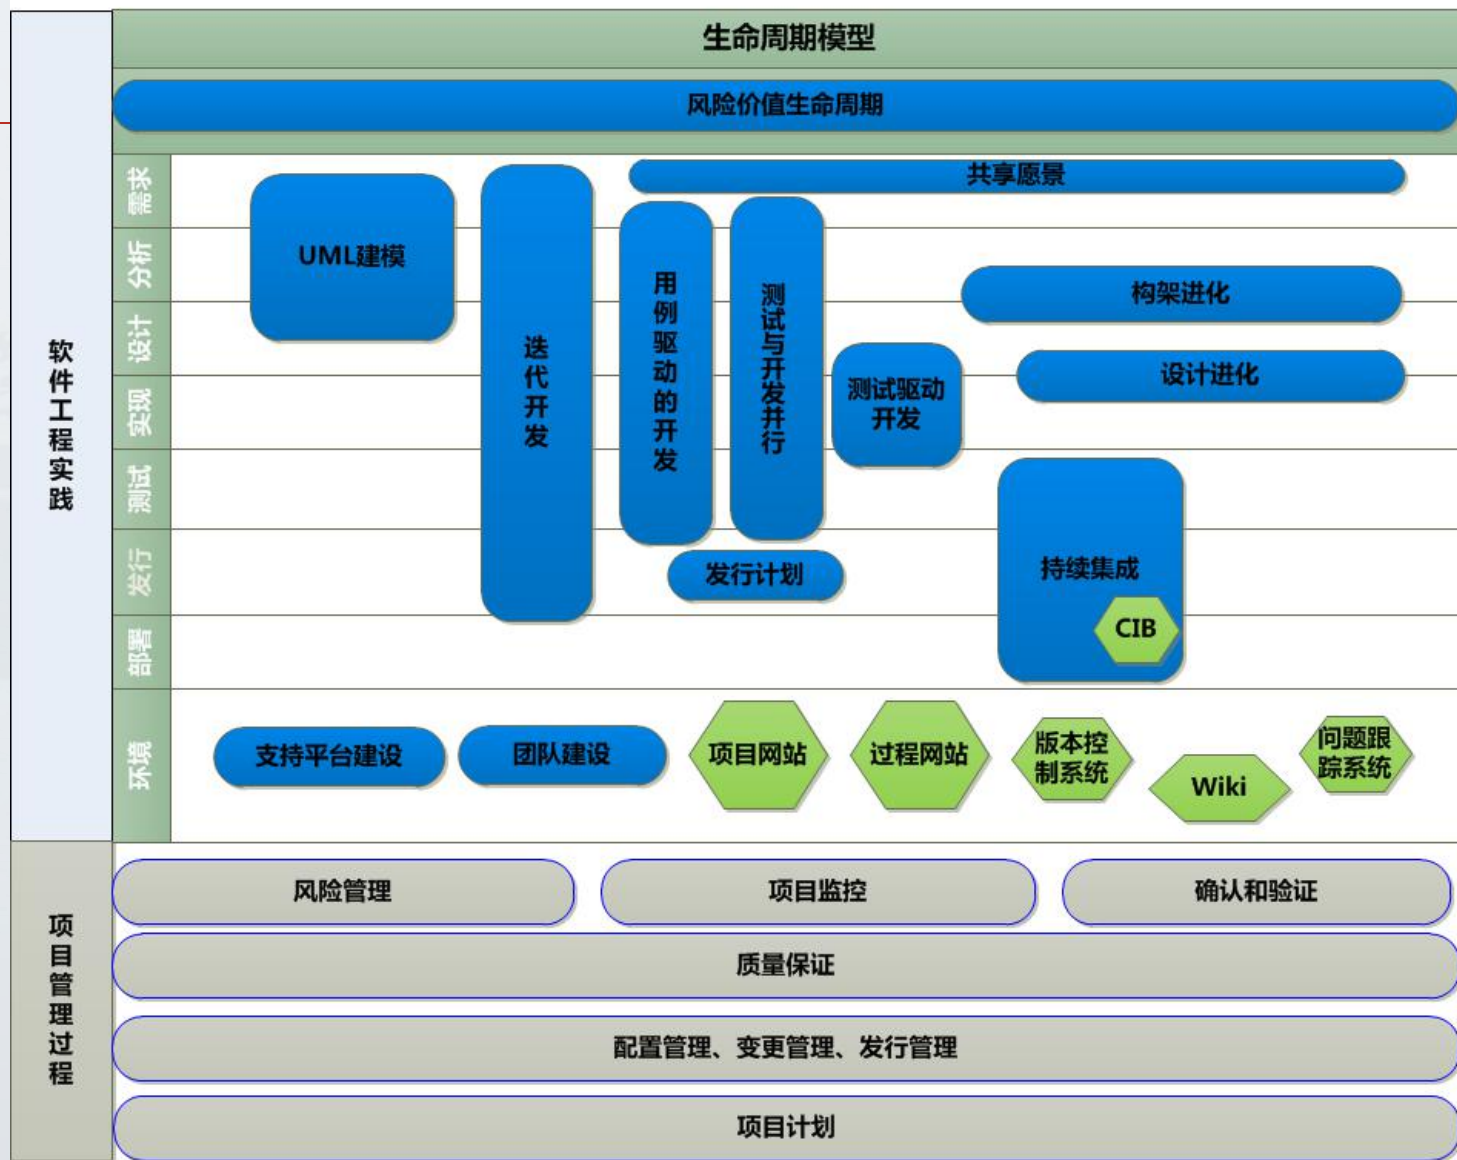 生命周期模型
风险价值生命周期
软件工程实践
需求
分析
设计
实现
测试
发行
部署
环境
共享愿景
UML建模
迭代开发
用例驱动的开发
测试与开发并行
构架进化
设计进化
测试驱动
开发
持续集成
CIB
发行计划
支持平台建设
团队建设
项目网站
过程网站
版本控
制系统
Wiki
问题跟
踪系统
项目管理过程
风险管理
项目监控
确认和验证
质量保证
配置管理、变更管理、发行管理
项目计划